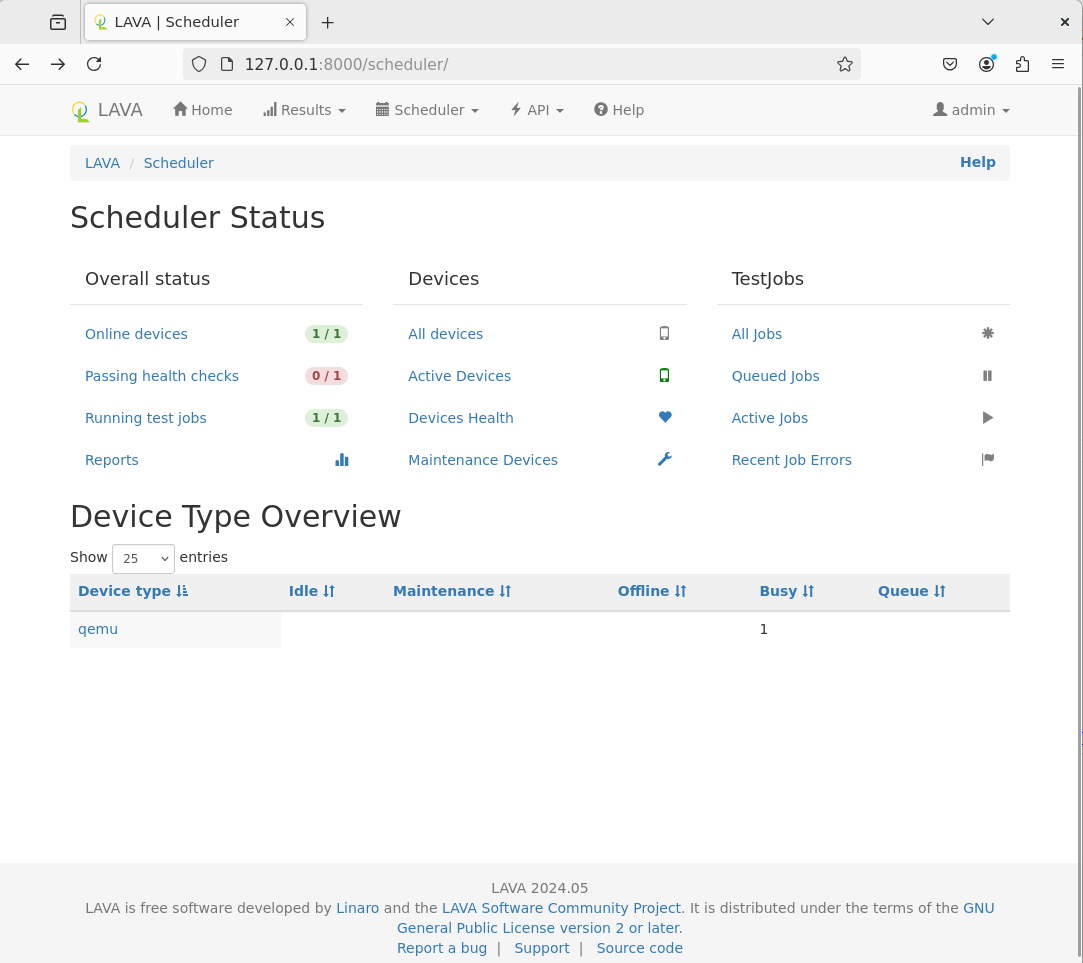 LAVA | Scheduler
127.0.0.1:8000/scheduler/
LAVA Home Results Scheduler API Help admin
LAVA / Scheduler Help
Scheduler Status
Overall status
Online devices 1 / 1
Passing health checks 0 / 1
Running test jobs 1 / 1
Reports
Devices
All devices
Active Devices
Devices Health
Maintenance Devices
TestJobs
All Jobs
Queued Jobs
Active Jobs
Recent Job Errors
Device Type Overview
Show 25 entries
Device type Idle Maintenance Offline Busy Queue
qemu 1
LAVA 2024.05
LAVA is free software developed by Linaro and the LAVA Software Community Project. It is distributed under the terms of the GNU
General Public License version 2 or later.
Report a bug | Support | Source code